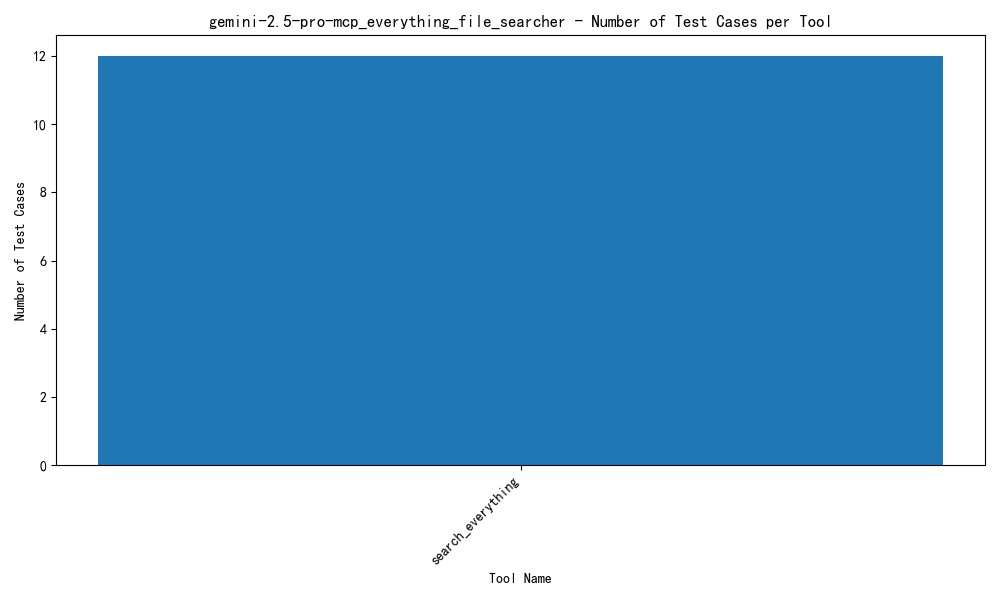 gemini-2.5-pro-mcp_everything_file_searcher - Number of Test Cases per Tool
Number of Test Cases
12
10
8
6
4
2
0
search_everything
Tool Name